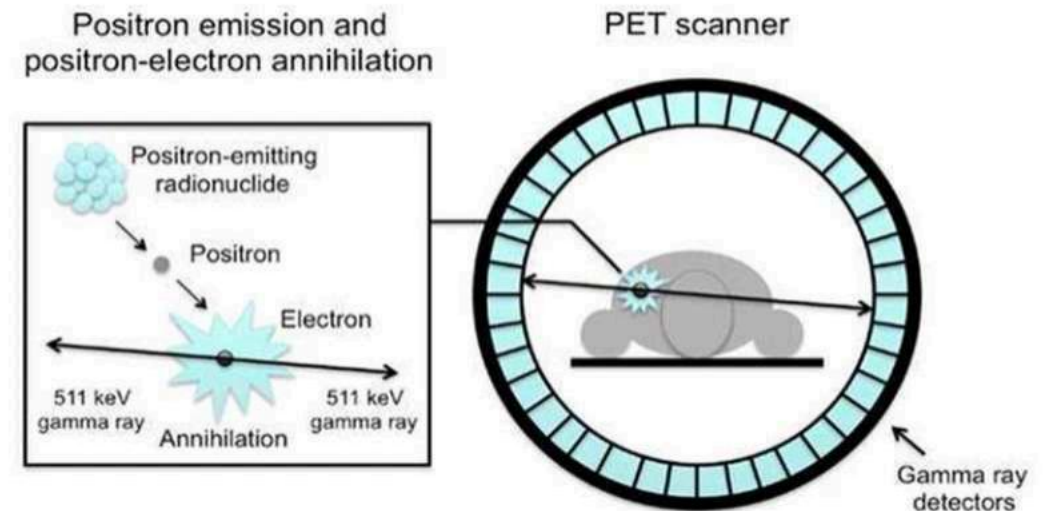 Positron emission and
positron-electron annihilation
Positron-emitting
radionuclide
Positron
Electron
511 keV
gamma ray
511 keV
gamma ray
Annihilation
PET scanner
Gamma ray
detectors